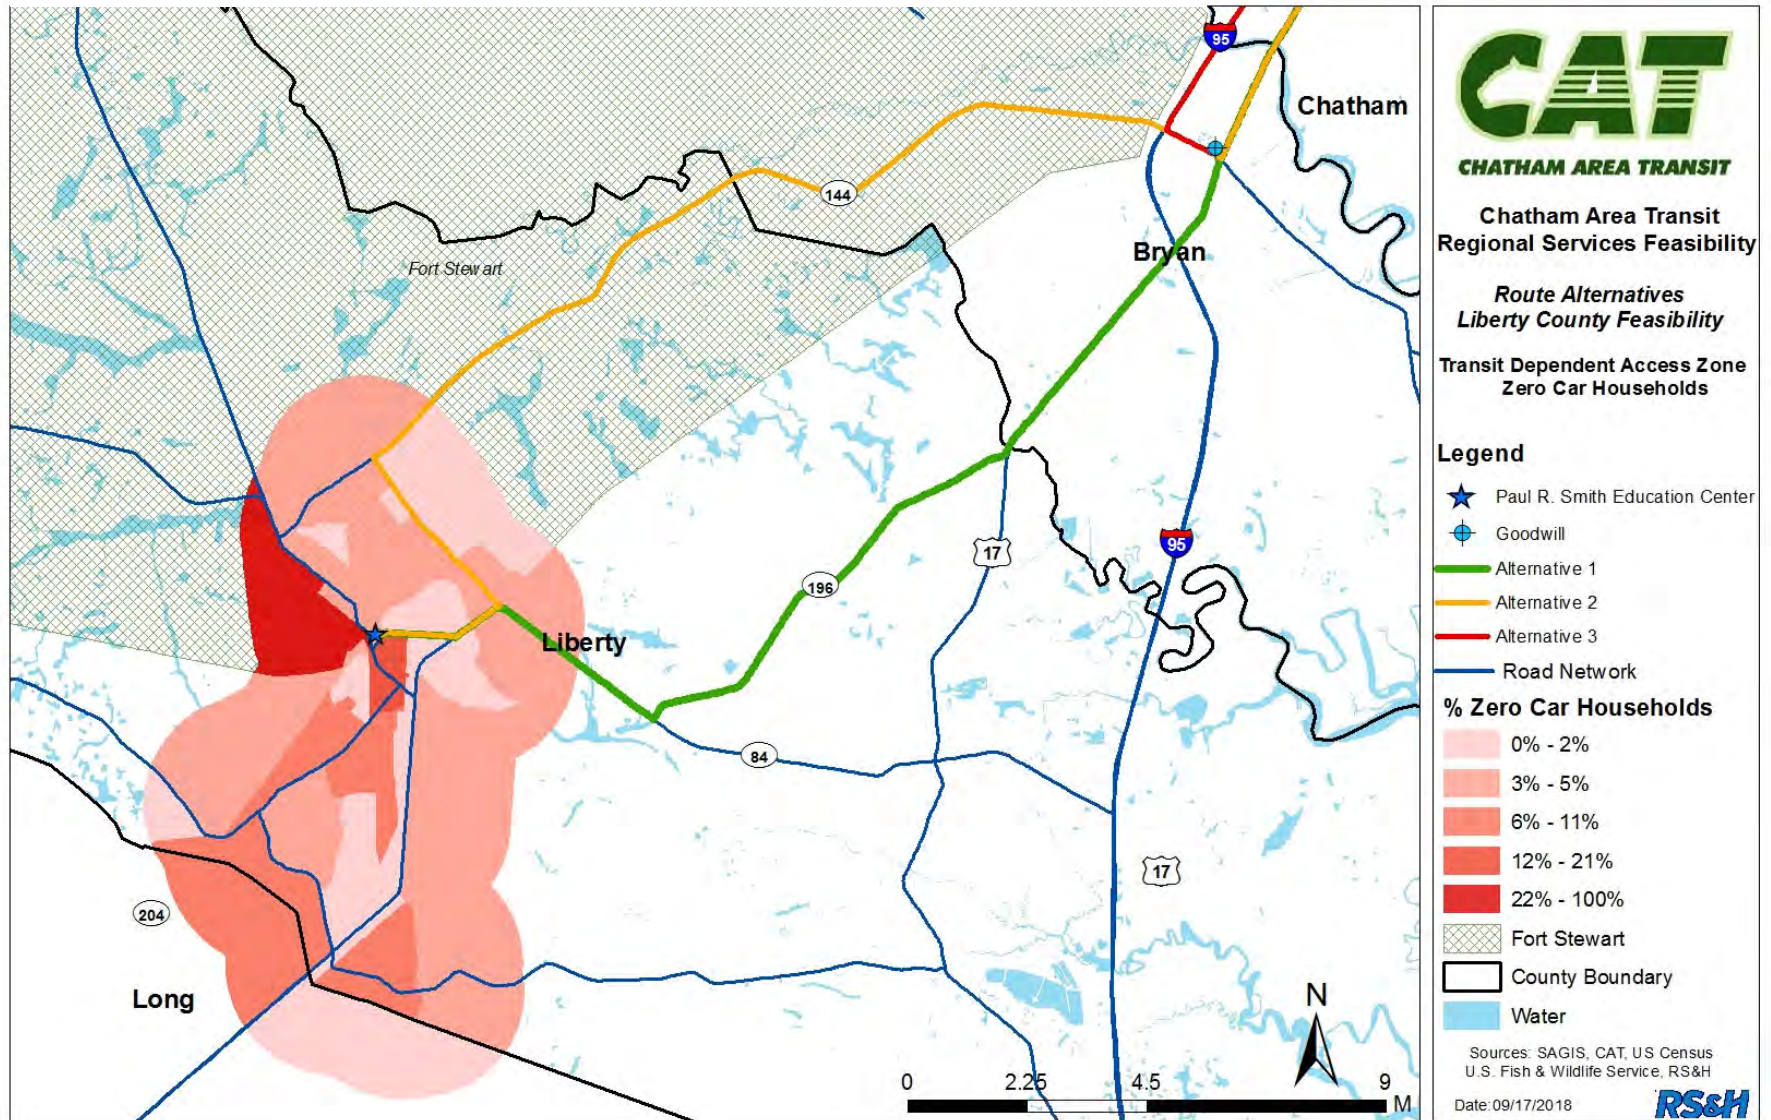 95
Chatham
144
Bryan
Fort Stewart
17
95
196
Liberty
84
17
204
Long
N
0 2.25 4.5 9
M
CAT
CHATHAM AREA TRANSIT
Chatham Area Transit
Regional Services Feasibility
Route Alternatives
Liberty County Feasibility
Transit Dependent Access Zone
Zero Car Households
Legend
Paul R. Smith Education Center
Goodwill
Alternative 1
Alternative 2
Alternative 3
Road Network
% Zero Car Households
0% - 2%
3% - 5%
6% - 11%
12% - 21%
22% - 100%
Fort Stewart
County Boundary
Water
Sources: SAGIS, CAT, US Census
U.S. Fish & Wildlife Service, RS&H
Date:09/17/2018
RS&H